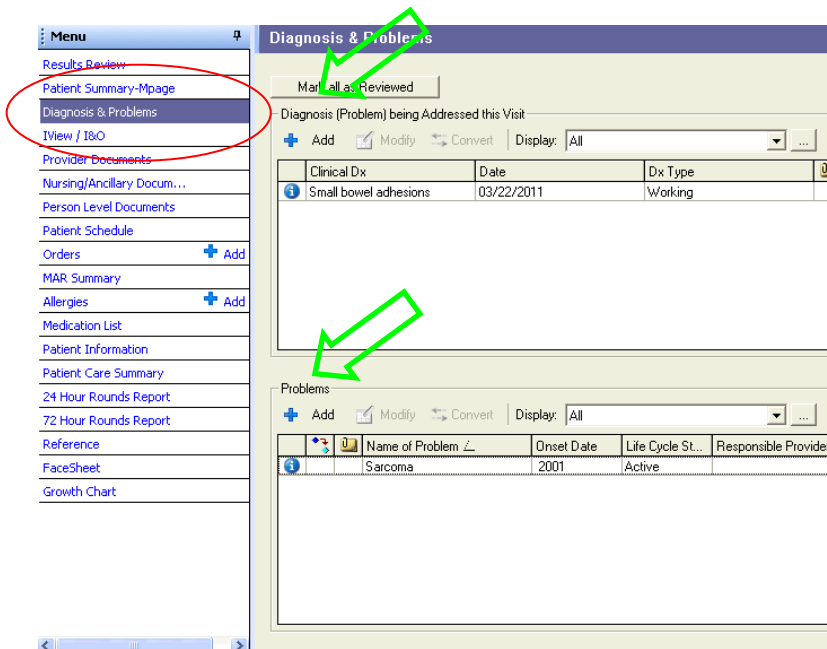 Menu
Results Review
Patient Summary-Mpage
Diagnosis & Problems
IView / I&O
Provider Documents
Nursing/Ancillary Docum...
Person Level Documents
Patient Schedule
Orders Add
MAR Summary
Allergies Add
Medication List
Patient Information
Patient Care Summary
24 Hour Rounds Report
72 Hour Rounds Report
Reference
FaceSheet
Growth Chart
Diagnosis & Problems
Mark all as Reviewed
Diagnosis (Problem) being Addressed this Visit
Add Modify Convert Display: All ...
Clinical Dx Date Dx Type
Small bowel adhesions 03/22/2011 Working
Problems
Add Modify Convert Display: All ...
Name of Problem Onset Date Life Cycle St... Responsible Provider
Sarcoma 2001 Active